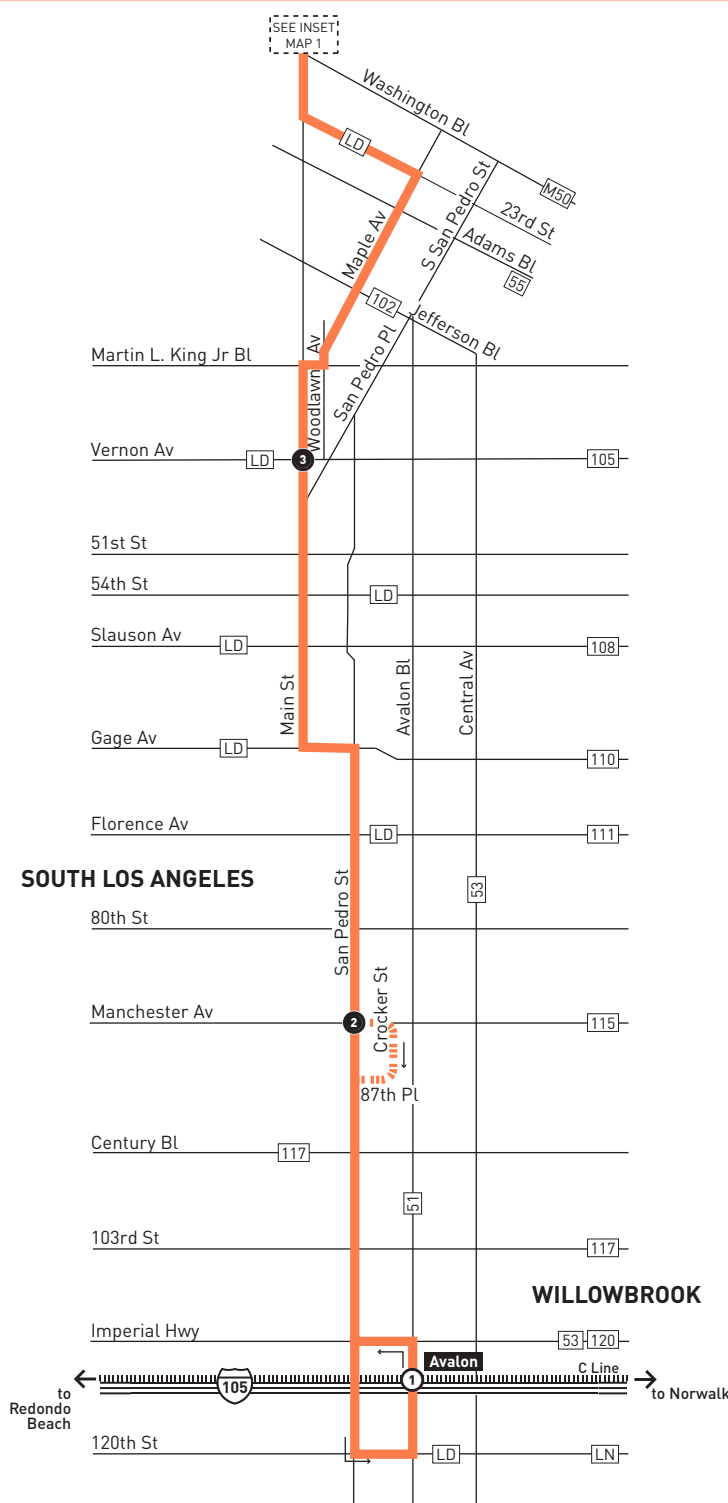 SEE INSET
MAP 1
Washington Bl
LD
M50
23rd St
S San Pedro St
Adams Bl
55
Maple Av
102
Jefferson Bl
Martin L. King Jr Bl
Woodlawn Av
San Pedro Pl
Vernon Av
LD
3
105
51st St
54th St
LD
Slauson Av
LD
108
Main St
Avalon Bl
Central Av
Gage Av
LD
110
Florence Av
LD
111
SOUTH LOS ANGELES
San Pedro St
53
80th St
Crocker St
Manchester Av
2
115
87th Pl
Century Bl
117
51
103rd St
117
WILLOWBROOK
Imperial Hwy
53
120
Avalon
C Line
1
105
to
Redondo
Beach
to Norwalk
120th St
LD
LN